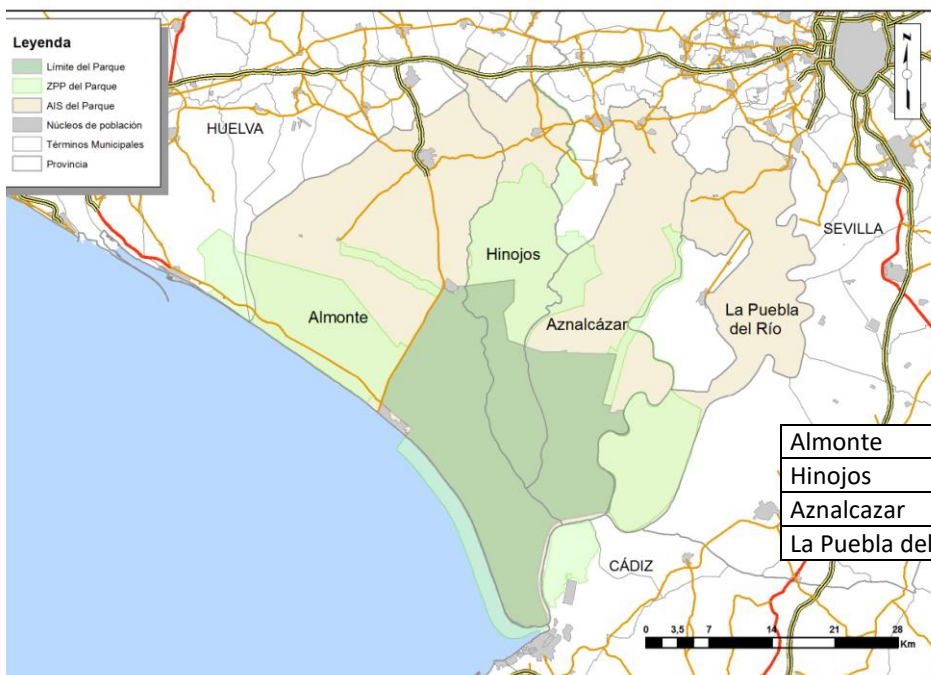 Leyenda
Límite del Parque
ZPP del Parque
AIS del Parque
Núcleos de población
Términos Municipales
Provincia
N
HUELVA
SEVILLA
Hinojos
Almonte
Aznalcázar
La Puebla
del Río
Almonte
Hinojos
Aznalcazar
La Puebla del
CÁDIZ
0 3,5 7 14 21 28
Km